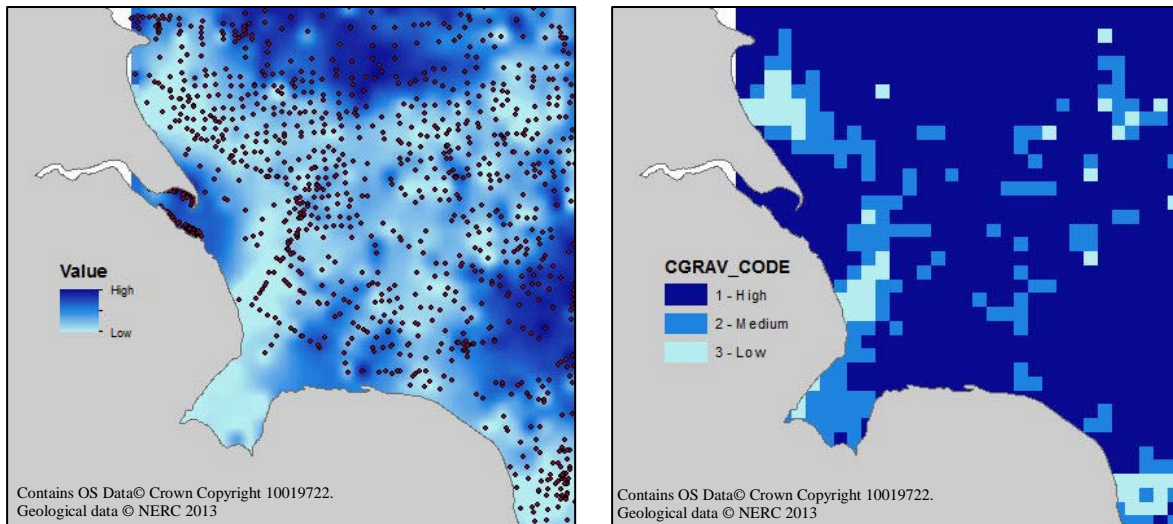 Value
High
Low
Contains OS Data© Crown Copyright 10019722.
Geological data © NERC 2013
CGRAV_CODE
1 - High
2 - Medium
3 - Low
Contains OS Data© Crown Copyright 10019722.
Geological data © NERC 2013